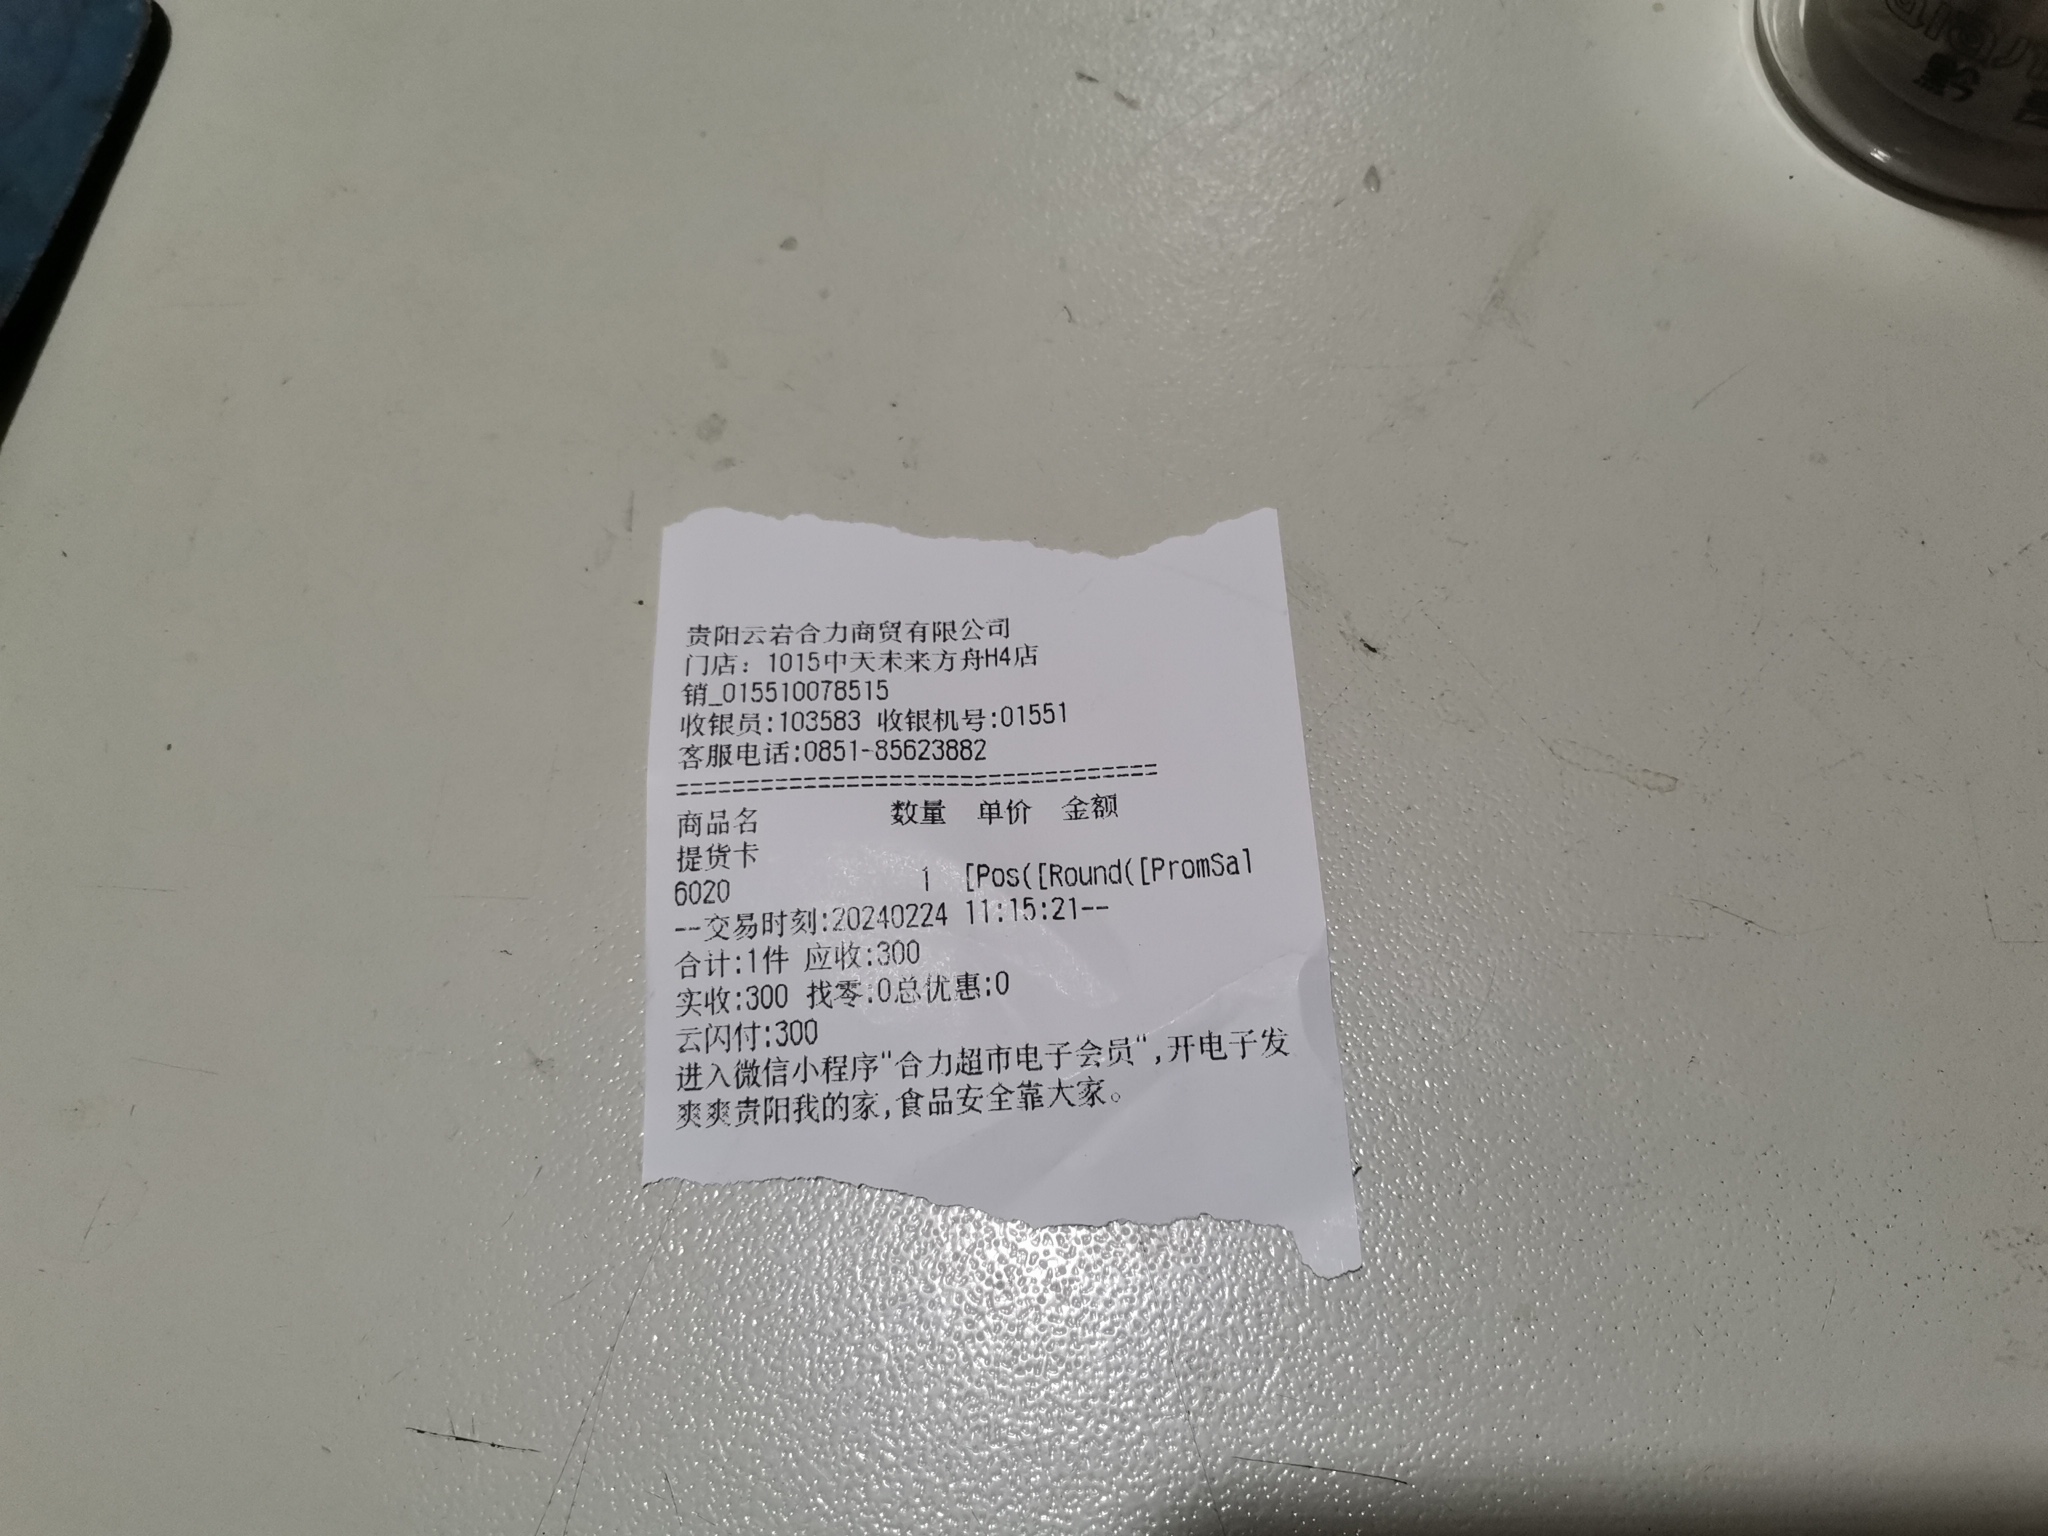 贵阳云岩合力商贸有限公司
门店：1015中天未来方舟H4店
销_015510078515
收银员:103583 收银机号:01551
客服电话:0851-85623882
==================================
商品名 数量 单价 金额
提货卡
6020 1 [Pos([Round([PromSal
--交易时刻:20240224 11:15:21--
合计:1件 应收:300
实收:300 找零:0总优惠:0
云闪付:300
进入微信小程序"合力超市电子会员",开电子发
爽爽贵阳我的家,食品安全靠大家。
黔